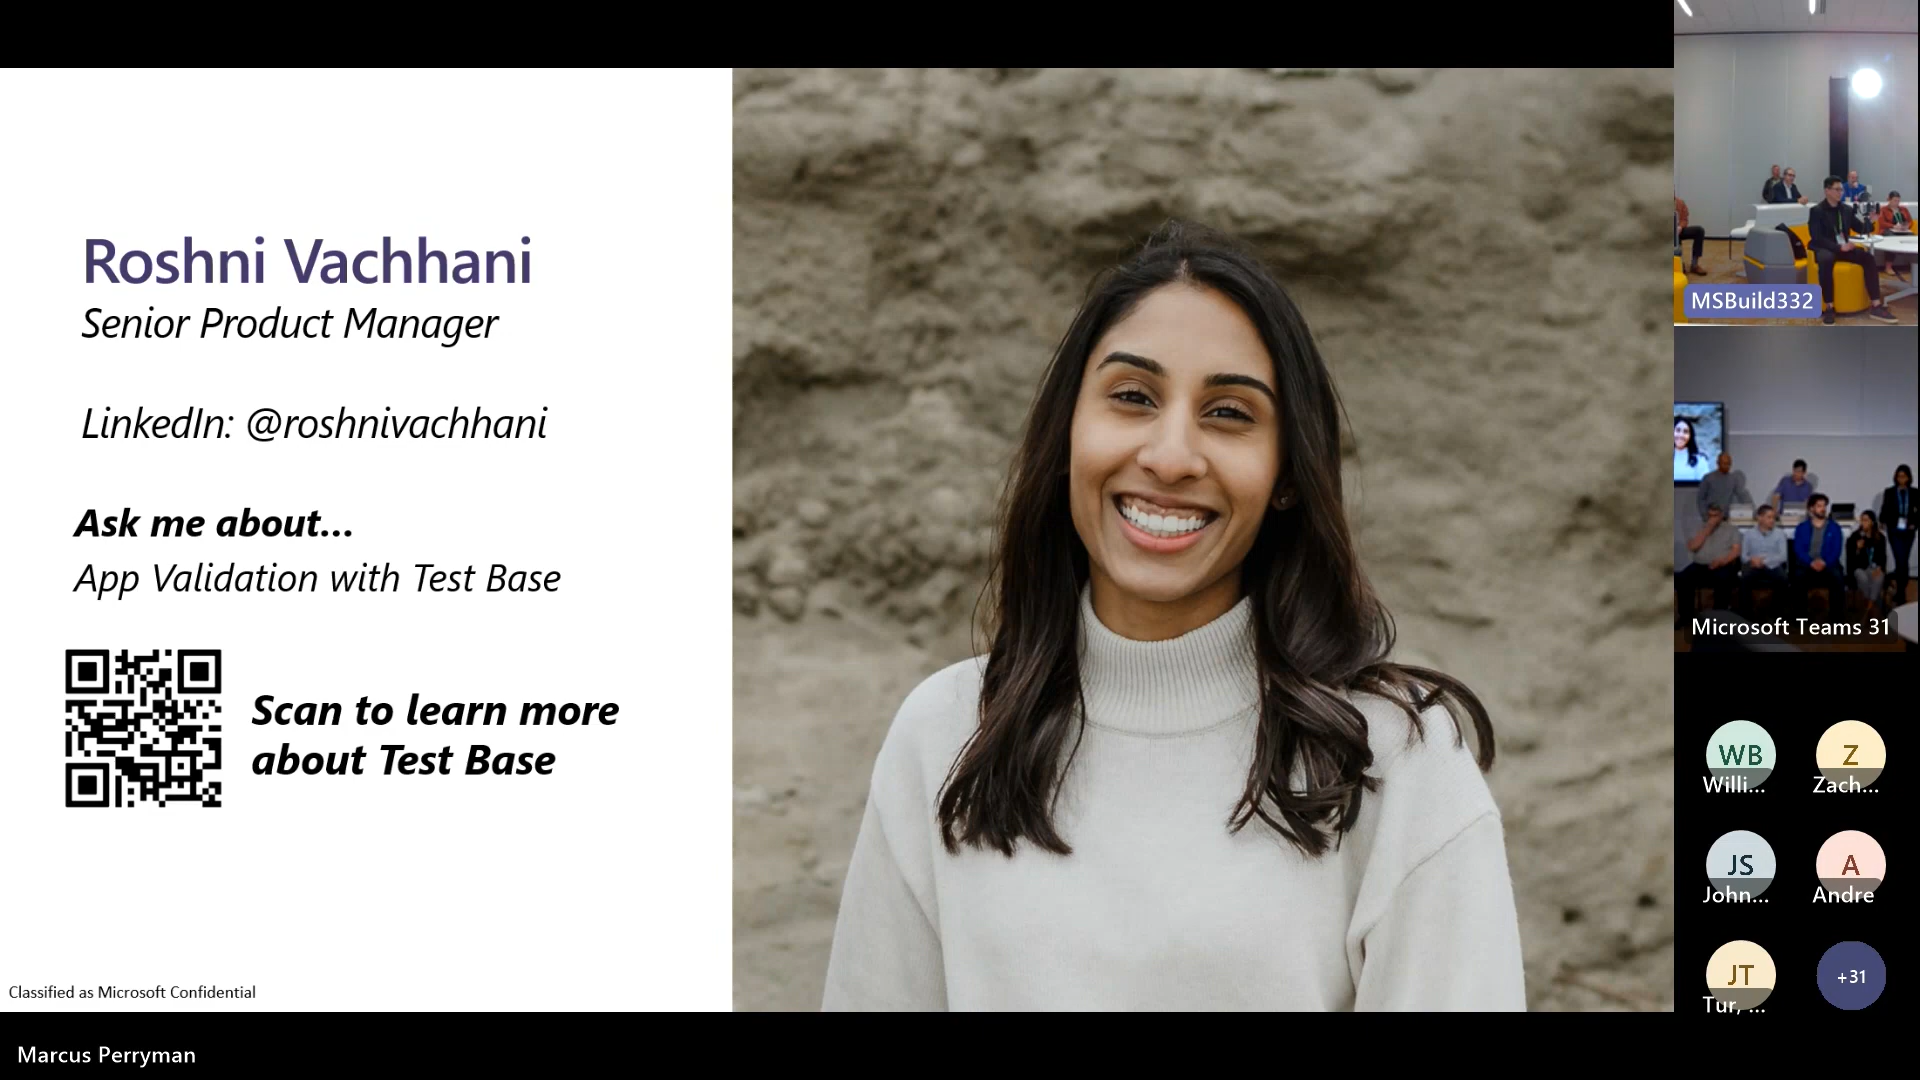 Roshni Vachhani
Senior Product Manager
LinkedIn: @roshnivachhani
Ask me about...
App Validation with Test Base
Scan to learn more
about Test Base
Classified as Microsoft Confidential
Marcus Perryman
MSBuild332
Microsoft Teams 31
WB
Willi...
Z
Zach...
JS
John...
A
Andre
JT
Tur, ...
+31